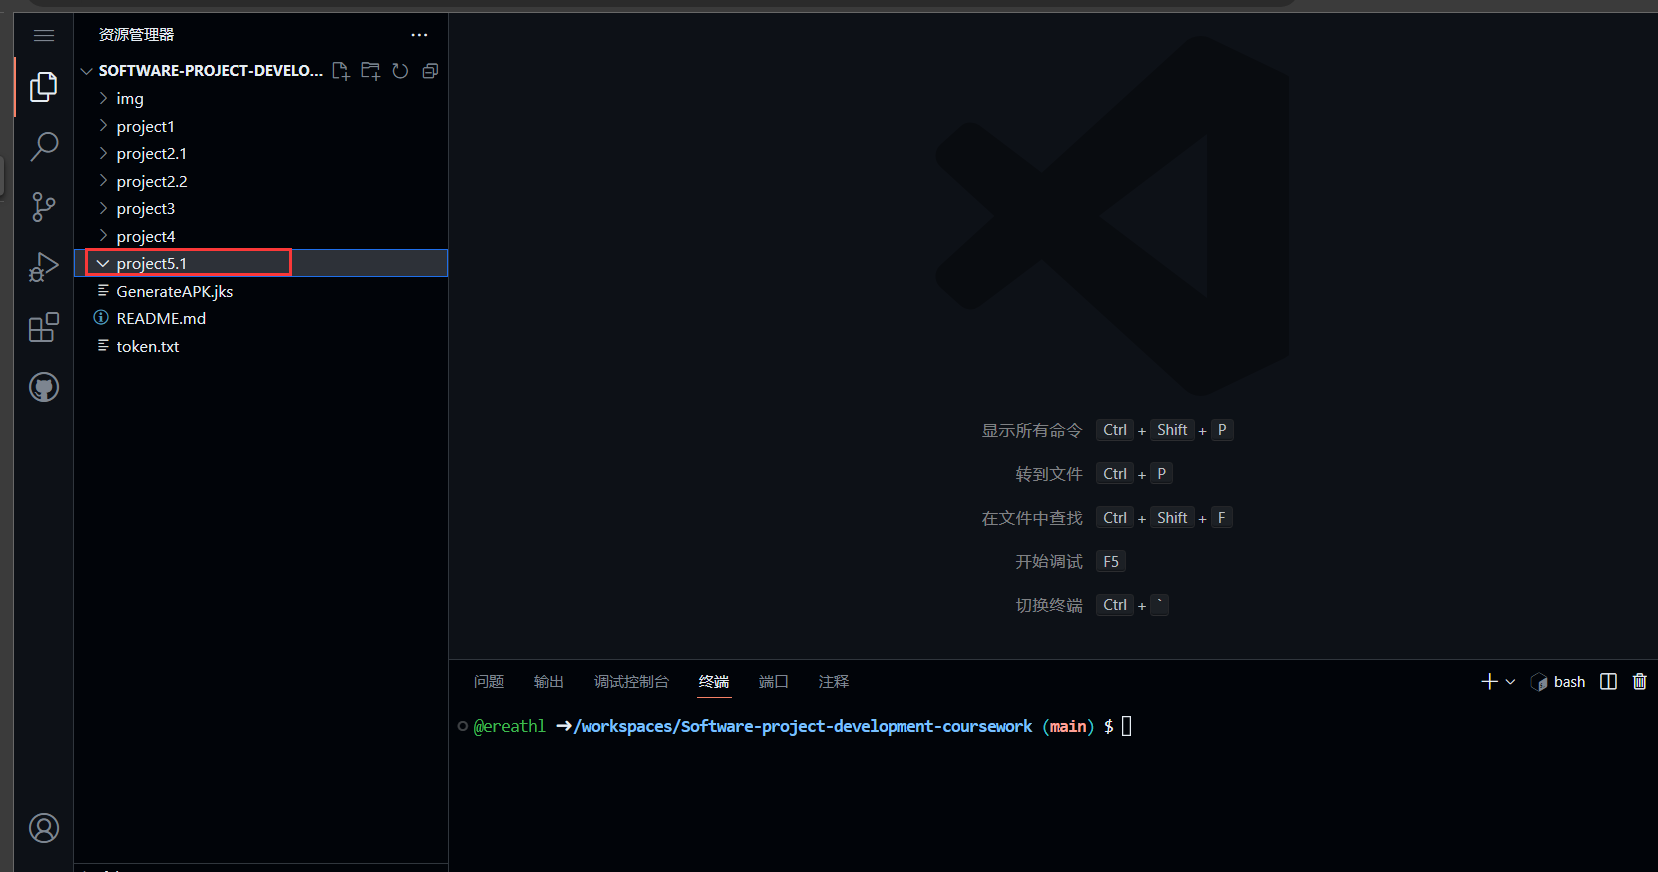 资源管理器
SOFTWARE-PROJECT-DEVELO...
img
project1
project2.1
project2.2
project3
project4
project5.1
GenerateAPK.jks
README.md
token.txt
显示所有命令 Ctrl + Shift + P
转到文件 Ctrl + P
在文件中查找 Ctrl + Shift + F
开始调试 F5
切换终端 Ctrl + `
问题 输出 调试控制台 终端 端口 注释 bash
@ereathl ➜/workspaces/Software-project-development-coursework (main) $